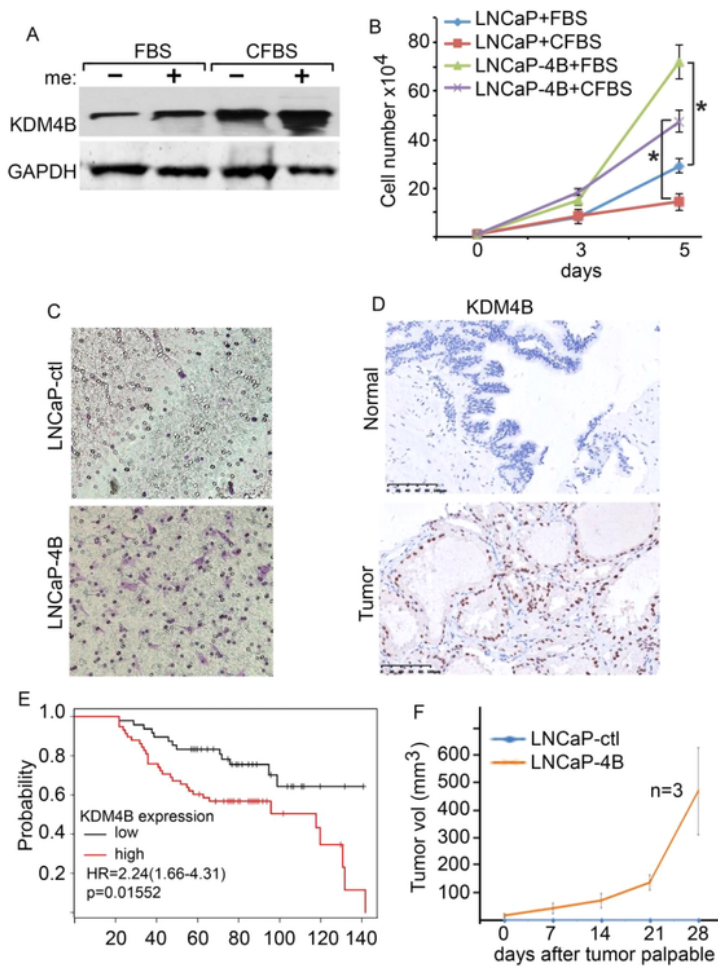 A
FBS CFBS
me: − + − +
KDM4B
GAPDH
B
LNCaP+FBS
LNCaP+CFBS
LNCaP-4B+FBS
LNCaP-4B+CFBS
Cell number x10⁴
80
60
40
20
*
*
0 3 5
days
C
LNCaP-ctl
LNCaP-4B
D
KDM4B
Normal
Tumor
E
Probability
1.0
0.8
0.6
0.4
0.2
KDM4B expression
low
high
HR=2.24(1.66-4.31)
p=0.01552
20 40 60 80 100 120 140
F
LNCaP-ctl
LNCaP-4B
Tumor vol (mm³)
600
500
400
300
200
100
n=3
0 7 14 21 28
days after tumor palpable